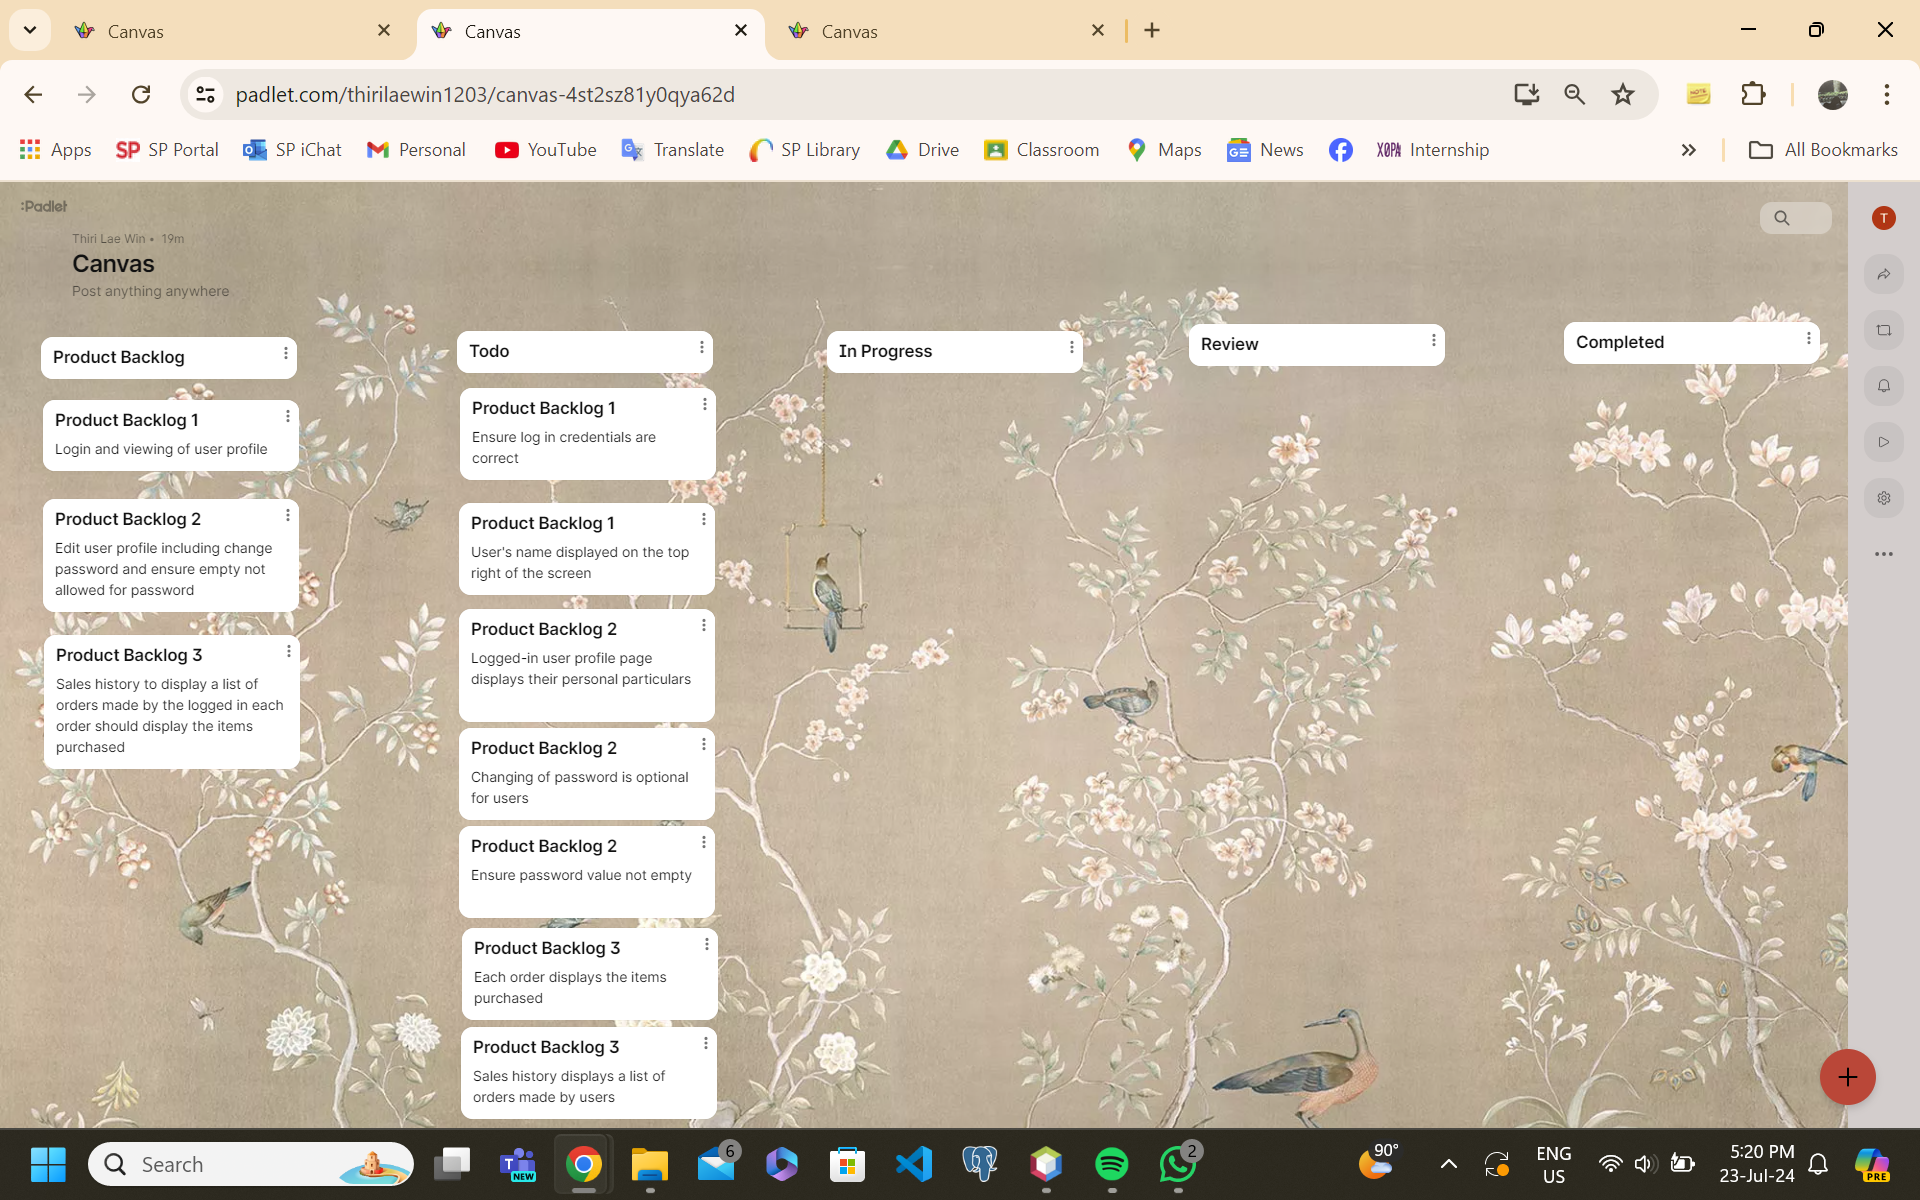 Canvas
Canvas
Canvas
padlet.com/thirilaewin1203/canvas-4st2sz81y0qya62d
NOTE
Apps
SP SP Portal
SP iChat
Personal
YouTube
Translate
SP Library
Drive
Classroom
Maps
News
XOPA Internship
All Bookmarks
:Padlet
Thiri Lae Win • 19m
Canvas
Post anything anywhere
T
Product Backlog
Product Backlog 1
Login and viewing of user profile
Product Backlog 2
Edit user profile including change
password and ensure empty not
allowed for password
Product Backlog 3
Sales history to display a list of
orders made by the logged in each
order should display the items
purchased
Todo
Product Backlog 1
Ensure log in credentials are
correct
Product Backlog 1
User's name displayed on the top
right of the screen
Product Backlog 2
Logged-in user profile page
displays their personal particulars
Product Backlog 2
Changing of password is optional
for users
Product Backlog 2
Ensure password value not empty
Product Backlog 3
Each order displays the items
purchased
Product Backlog 3
Sales history displays a list of
orders made by users
In Progress
Review
Completed
Search
NEW
6
2
90°
ENG
US
5:20 PM
23-Jul-24
PRE